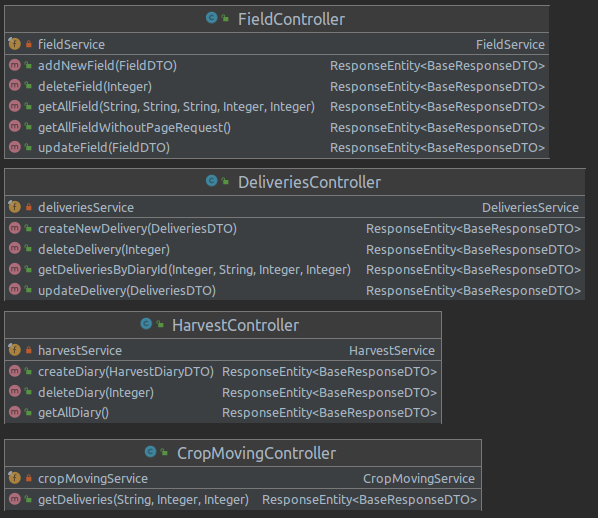 FieldController
fieldService FieldService
addNewField(FieldDTO) ResponseEntity<BaseResponseDTO>
deleteField(Integer) ResponseEntity<BaseResponseDTO>
getAllField(String, String, String, Integer, Integer) ResponseEntity<BaseResponseDTO>
getAllFieldWithoutPageRequest() ResponseEntity<BaseResponseDTO>
updateField(FieldDTO) ResponseEntity<BaseResponseDTO>
DeliveriesController
deliveriesService DeliveriesService
createNewDelivery(DeliveriesDTO) ResponseEntity<BaseResponseDTO>
deleteDelivery(Integer) ResponseEntity<BaseResponseDTO>
getDeliveriesByDiaryId(Integer, String, Integer, Integer) ResponseEntity<BaseResponseDTO>
updateDelivery(DeliveriesDTO) ResponseEntity<BaseResponseDTO>
HarvestController
harvestService HarvestService
createDiary(HarvestDiaryDTO) ResponseEntity<BaseResponseDTO>
deleteDiary(Integer) ResponseEntity<BaseResponseDTO>
getAllDiary() ResponseEntity<BaseResponseDTO>
CropMovingController
cropMovingService CropMovingService
getDeliveries(String, Integer, Integer) ResponseEntity<BaseResponseDTO>